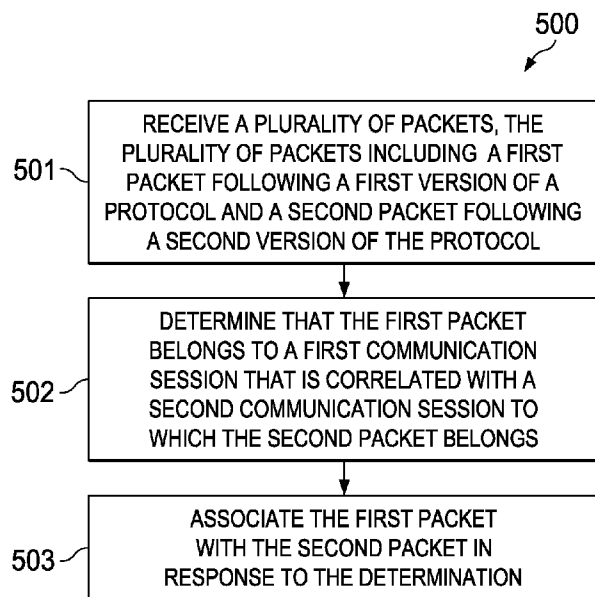 500
501
RECEIVE A PLURALITY OF PACKETS, THE
PLURALITY OF PACKETS INCLUDING A FIRST
PACKET FOLLOWING A FIRST VERSION OF A
PROTOCOL AND A SECOND PACKET FOLLOWING
A SECOND VERSION OF THE PROTOCOL
502
DETERMINE THAT THE FIRST PACKET
BELONGS TO A FIRST COMMUNICATION
SESSION THAT IS CORRELATED WITH A
SECOND COMMUNICATION SESSION TO
WHICH THE SECOND PACKET BELONGS
503
ASSOCIATE THE FIRST PACKET
WITH THE SECOND PACKET IN
RESPONSE TO THE DETERMINATION